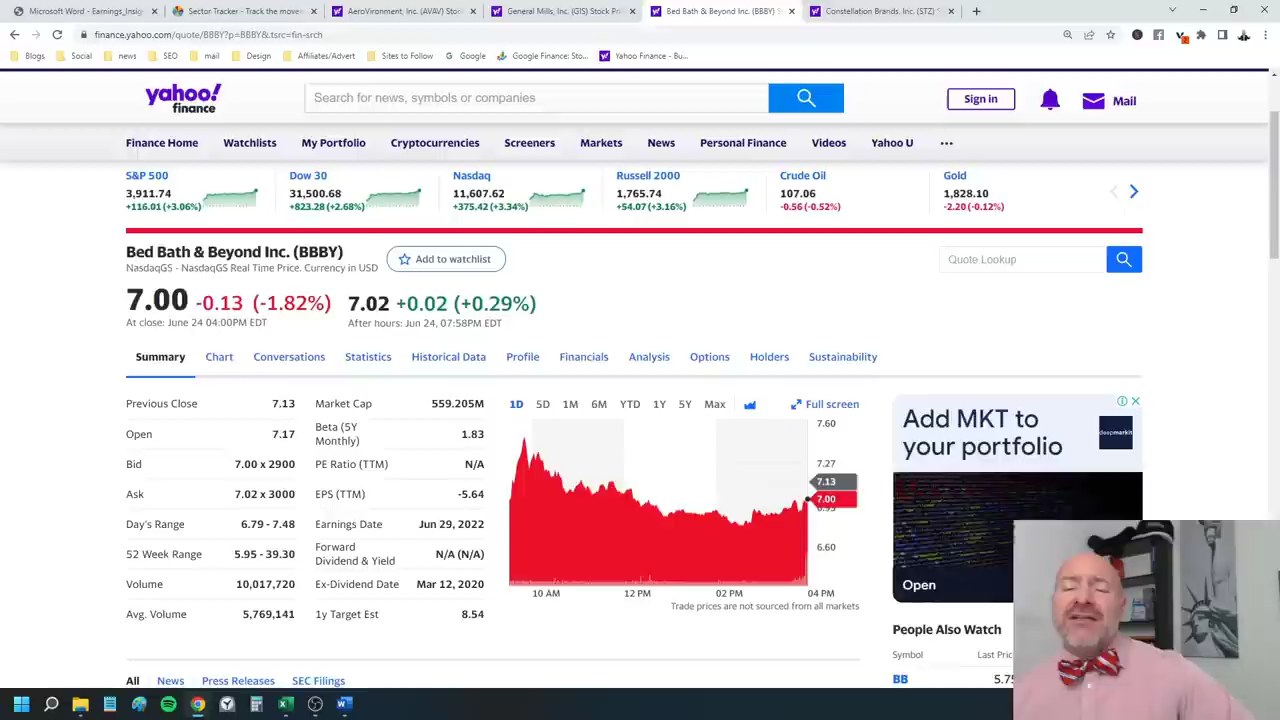 Microsoft Word - Earnings_Insig
Sector Tracker - Track the move
AeroVironment, Inc. (AVAV) Stoc
General Mills, Inc. (GIS) Stock Pri
Bed Bath & Beyond Inc. (BBBY)
Constellation Brands, Inc. (STZ) S
finance.yahoo.com/quote/BBBY?p=BBBY&.tsrc=fin-srch
Blogs Social news SEO mail Design Affiliates/Advert Sites to Follow Google Google Finance: Sto... Yahoo Finance - Bu...
yahoo!
finance
Search for news, symbols or companies
Sign in
Mail
Finance Home Watchlists My Portfolio Cryptocurrencies Screeners Markets News Personal Finance Videos Yahoo U ...
S&P 500 Dow 30 Nasdaq Russell 2000 Crude Oil Gold
3,911.74 31,500.68 11,607.62 1,765.74 107.06 1,828.10
+116.01 (+3.06%) +823.28 (+2.68%) +375.42 (+3.34%) +54.07 (+3.16%) -0.56 (-0.52%) -2.20 (-0.12%)
Bed Bath & Beyond Inc. (BBBY)
NasdaqGS - NasdaqGS Real Time Price. Currency in USD
Add to watchlist
Quote Lookup
7.00 -0.13 (-1.82%) 7.02 +0.02 (+0.29%)
At close: June 24 04:00PM EDT After hours: Jun 24, 07:58PM EDT
Summary Chart Conversations Statistics Historical Data Profile Financials Analysis Options Holders Sustainability
Previous Close 7.13
Open 7.17
Bid 7.00 x 2900
Ask 7.02 x 3000
Day's Range 6.79 - 7.48
52 Week Range 5.95 - 39.30
Volume 10,017,720
Avg. Volume 5,769,141
Market Cap 559.205M
Beta (5Y
Monthly) 1.83
PE Ratio (TTM) N/A
EPS (TTM) -5.64
Earnings Date Jun 29, 2022
Forward
Dividend & Yield N/A (N/A)
Ex-Dividend Date Mar 12, 2020
1y Target Est 8.54
1D 5D 1M 6M YTD 1Y 5Y Max
Full screen
7.60
7.27
7.13
7.00
6.93
6.60
10 AM 12 PM 02 PM 04 PM
Trade prices are not sourced from all markets
Add MKT to
your portfolio
deepmarkit
Open
People Also Watch
Symbol Last Pric
BB 5.75
All News Press Releases SEC Filings